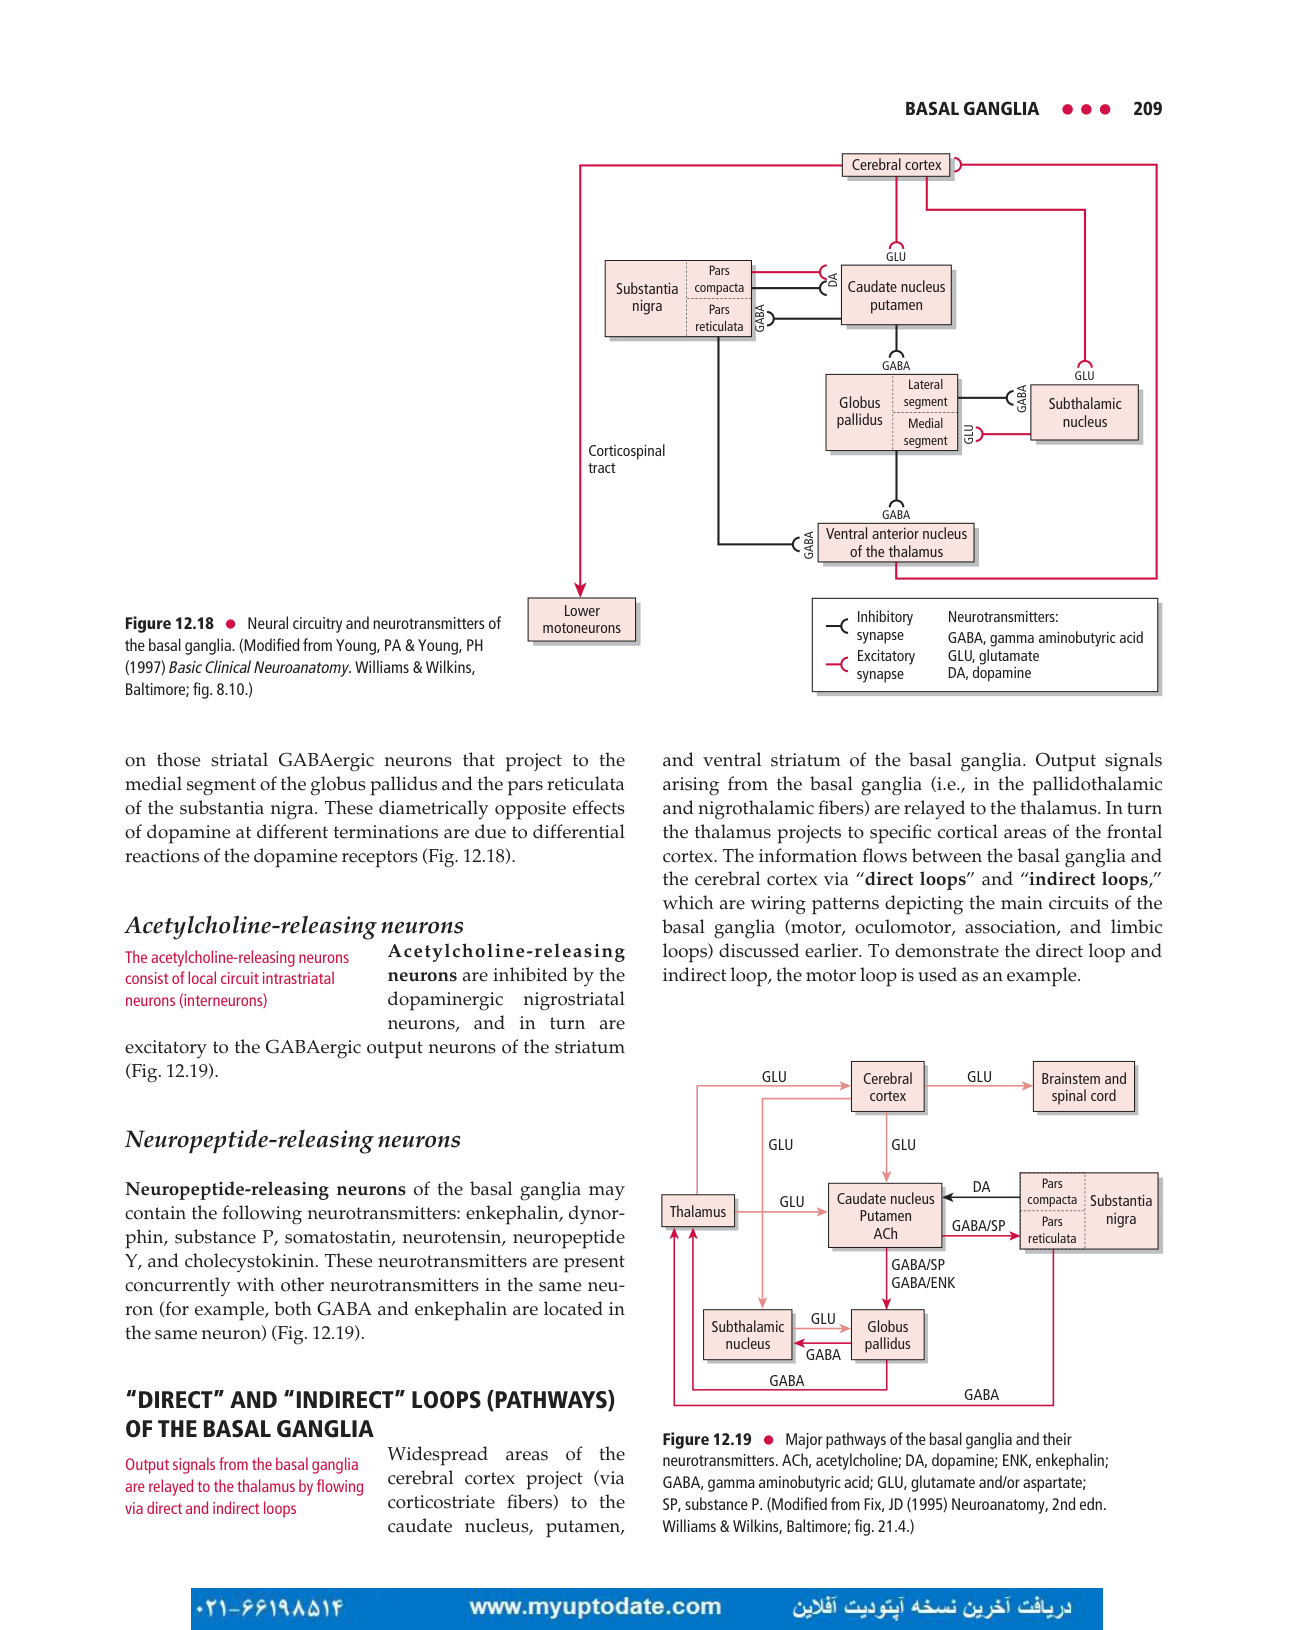 BASAL GANGLIA ● ● ● 209
Cerebral cortex
GLU
Substantia
nigra
Pars
compacta
Pars
reticulata
DA
GABA
Caudate nucleus
putamen
GABA
GLU
Globus
pallidus
Lateral
segment
Medial
segment
GABA
GLU
Subthalamic
nucleus
Corticospinal
tract
GABA
GABA
Ventral anterior nucleus
of the thalamus
Lower
motoneurons
Inhibitory
synapse
Excitatory
synapse
Neurotransmitters:
GABA, gamma aminobutyric acid
GLU, glutamate
DA, dopamine
Figure 12.18 ● Neural circuitry and neurotransmitters of
the basal ganglia. (Modified from Young, PA & Young, PH
(1997) Basic Clinical Neuroanatomy. Williams & Wilkins,
Baltimore; fig. 8.10.)
on those striatal GABAergic neurons that project to the
medial segment of the globus pallidus and the pars reticulata
of the substantia nigra. These diametrically opposite effects
of dopamine at different terminations are due to differential
reactions of the dopamine receptors (Fig. 12.18).
Acetylcholine-releasing neurons
The acetylcholine-releasing neurons
consist of local circuit intrastriatal
neurons (interneurons)
Acetylcholine-releasing
neurons are inhibited by the
dopaminergic nigrostriatal
neurons, and in turn are
excitatory to the GABAergic output neurons of the striatum
(Fig. 12.19).
Neuropeptide-releasing neurons
Neuropeptide-releasing neurons of the basal ganglia may
contain the following neurotransmitters: enkephalin, dynor-
phin, substance P, somatostatin, neurotensin, neuropeptide
Y, and cholecystokinin. These neurotransmitters are present
concurrently with other neurotransmitters in the same neu-
ron (for example, both GABA and enkephalin are located in
the same neuron) (Fig. 12.19).
“DIRECT” AND “INDIRECT” LOOPS (PATHWAYS)
OF THE BASAL GANGLIA
Output signals from the basal ganglia
are relayed to the thalamus by flowing
via direct and indirect loops
Widespread areas of the
cerebral cortex project (via
corticostriate fibers) to the
caudate nucleus, putamen,
and ventral striatum of the basal ganglia. Output signals
arising from the basal ganglia (i.e., in the pallidothalamic
and nigrothalamic fibers) are relayed to the thalamus. In turn
the thalamus projects to specific cortical areas of the frontal
cortex. The information flows between the basal ganglia and
the cerebral cortex via “direct loops” and “indirect loops,”
which are wiring patterns depicting the main circuits of the
basal ganglia (motor, oculomotor, association, and limbic
loops) discussed earlier. To demonstrate the direct loop and
indirect loop, the motor loop is used as an example.
GLU
Cerebral
cortex
GLU
Brainstem and
spinal cord
GLU
GLU
Thalamus
GLU
Caudate nucleus
Putamen
ACh
DA
GABA/SP
Pars
compacta
Pars
reticulata
Substantia
nigra
GABA/SP
GABA/ENK
Subthalamic
nucleus
GLU
GABA
Globus
pallidus
GABA
GABA
Figure 12.19 ● Major pathways of the basal ganglia and their
neurotransmitters. ACh, acetylcholine; DA, dopamine; ENK, enkephalin;
GABA, gamma aminobutyric acid; GLU, glutamate and/or aspartate;
SP, substance P. (Modified from Fix, JD (1995) Neuroanatomy, 2nd edn.
Williams & Wilkins, Baltimore; fig. 21.4.)
۰۲۱-۶۶۱۹۸۵۱۴ www.myuptodate.com دریافت آخرین نسخه آپتودیت آفلاین